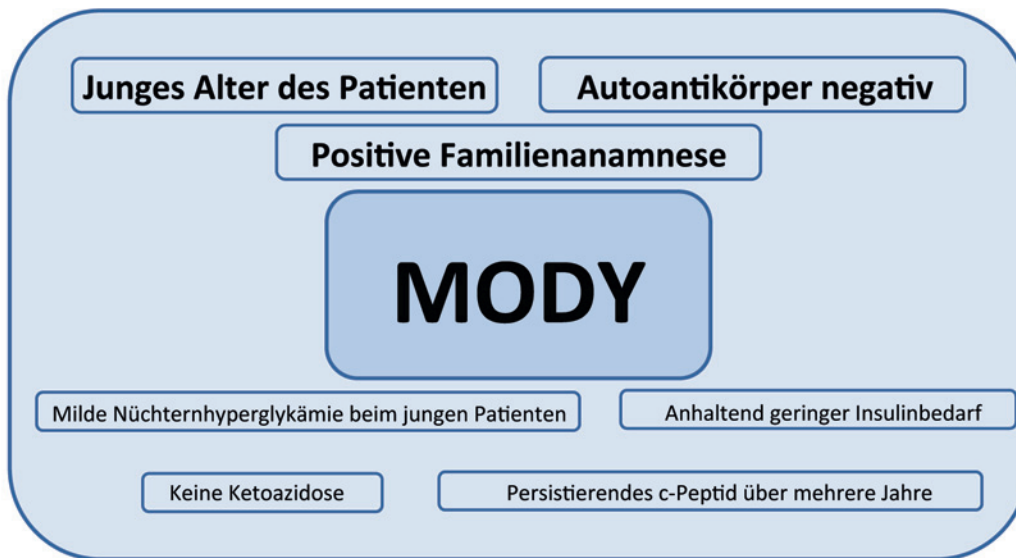 Junges Alter des Patienten
Autoantikörper negativ
Positive Familienanamnese
MODY
Milde Nüchternhyperglykämie beim jungen Patienten
Anhaltend geringer Insulinbedarf
Keine Ketoazidose
Persistierendes c-Peptid über mehrere Jahre